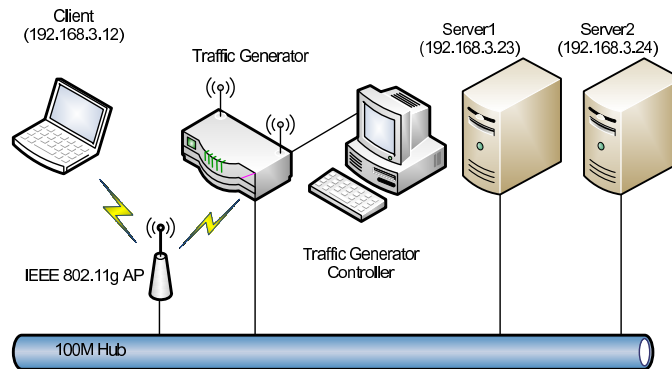 Client
(192.168.3.12)
Traffic Generator
Server1
(192.168.3.23)
Server2
(192.168.3.24)
IEEE 802.11g AP
Traffic Generator
Controller
100M Hub